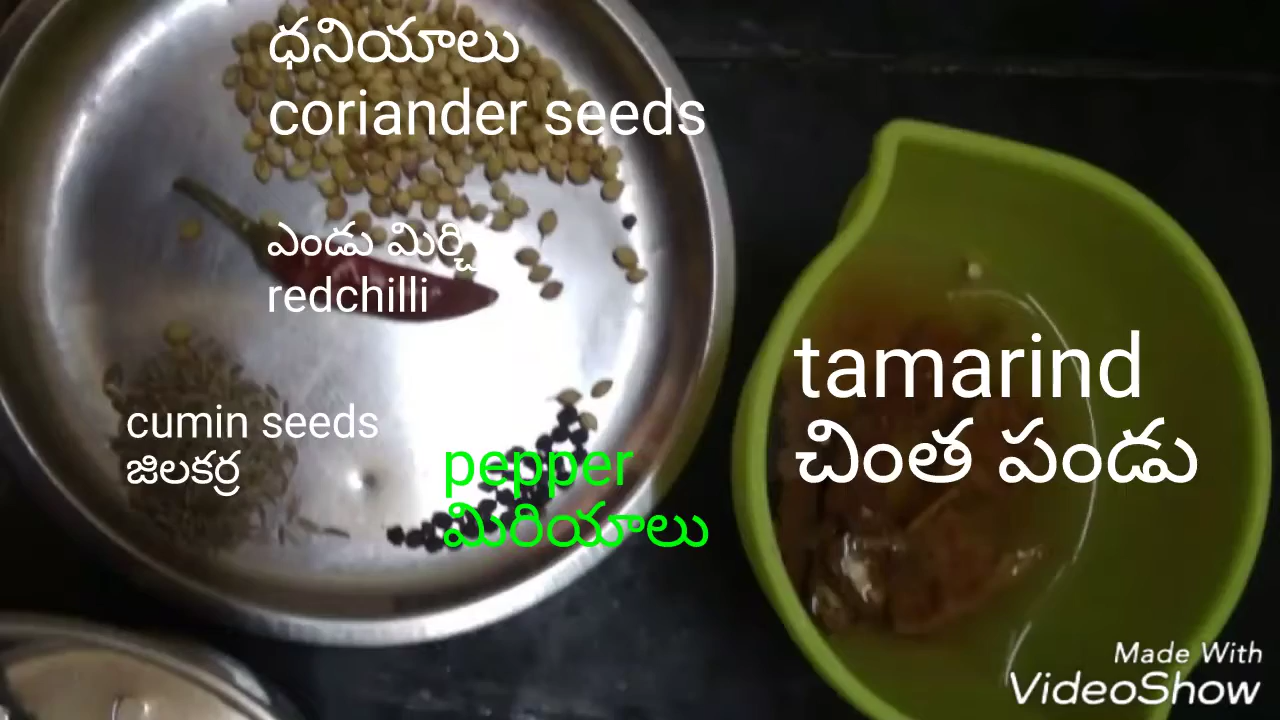 ధనియాలు
coriander seeds
ఎండు మిర్చి
redchilli
cumin seeds
జిలకర్ర
pepper
మిరియాలు
tamarind
చింత పండు
Made With
VideoShow